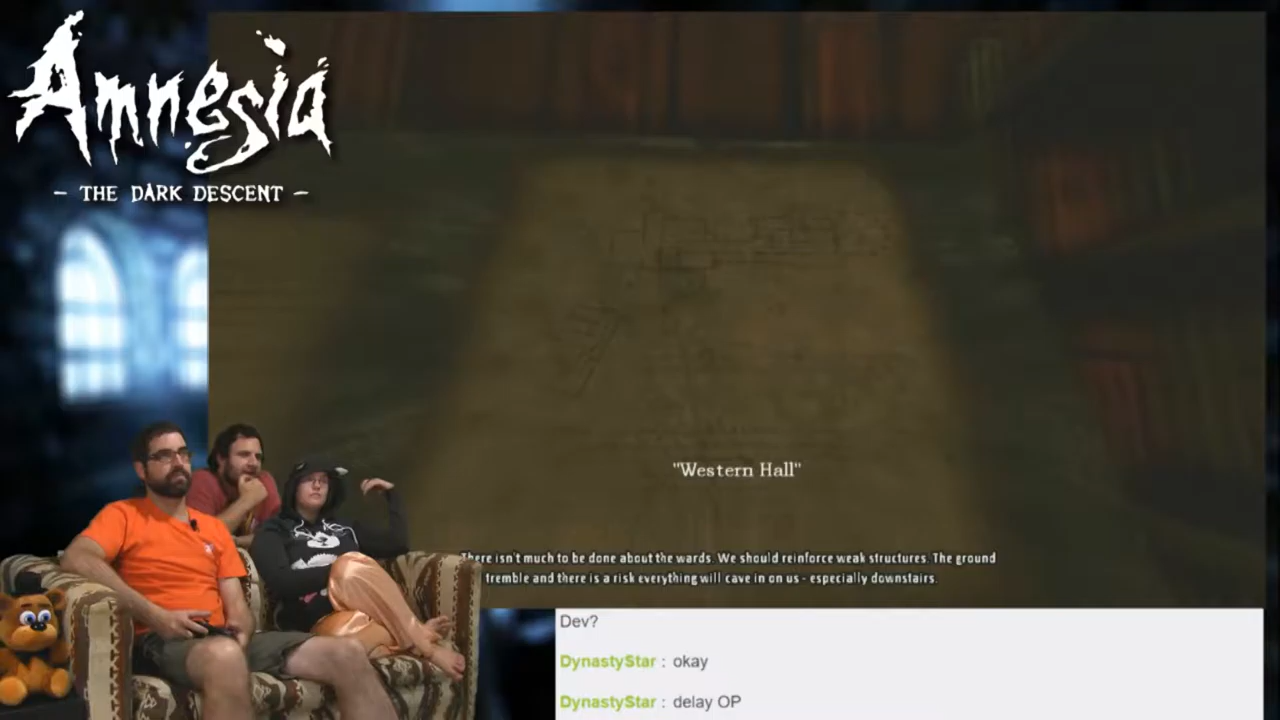 Amnesia
- THE DARK DESCENT -
"Western Hall"
There isn't much to be done about the wards. We should reinforce weak structures. The ground
tremble and there is a risk everything will cave in on us - especially downstairs.
Dev?
DynastyStar : okay
DynastyStar : delay OP